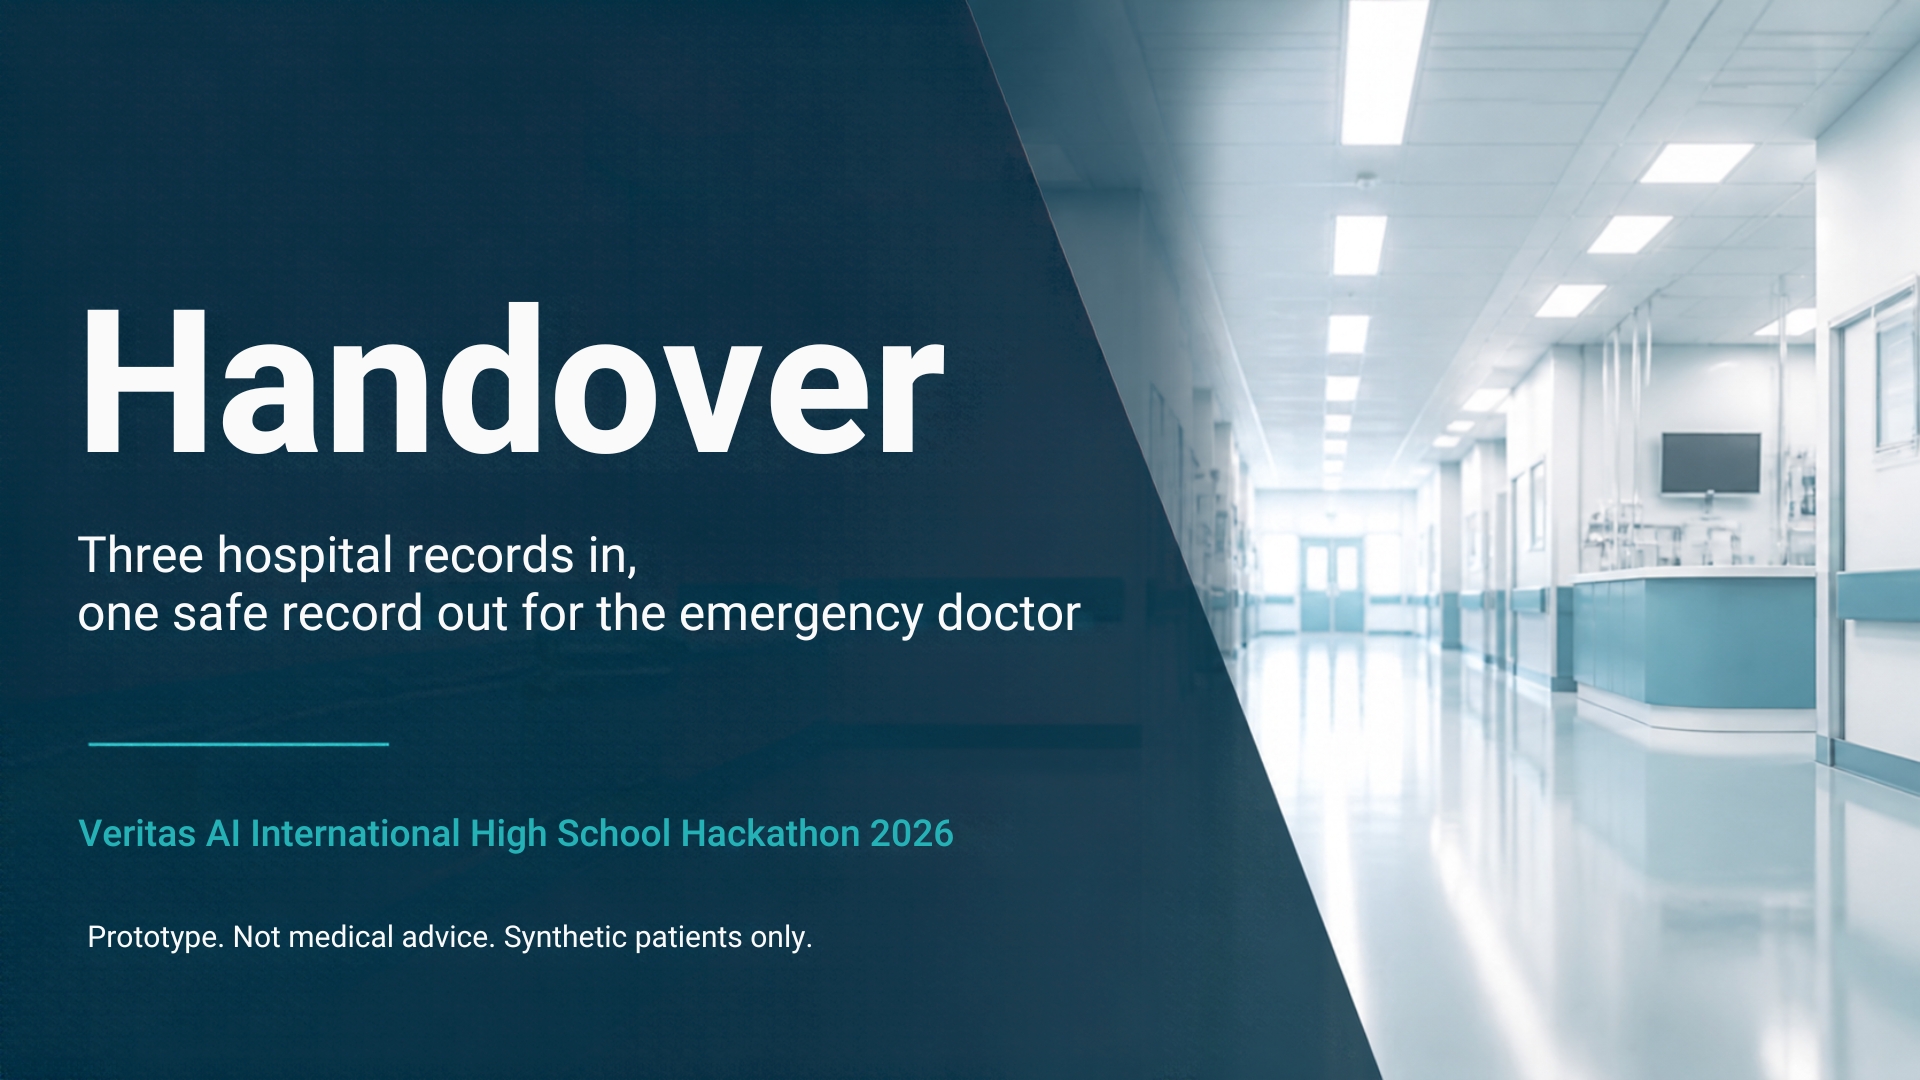 Handover
Three hospital records in,
one safe record out for the emergency doctor
Veritas AI International High School Hackathon 2026
Prototype. Not medical advice. Synthetic patients only.